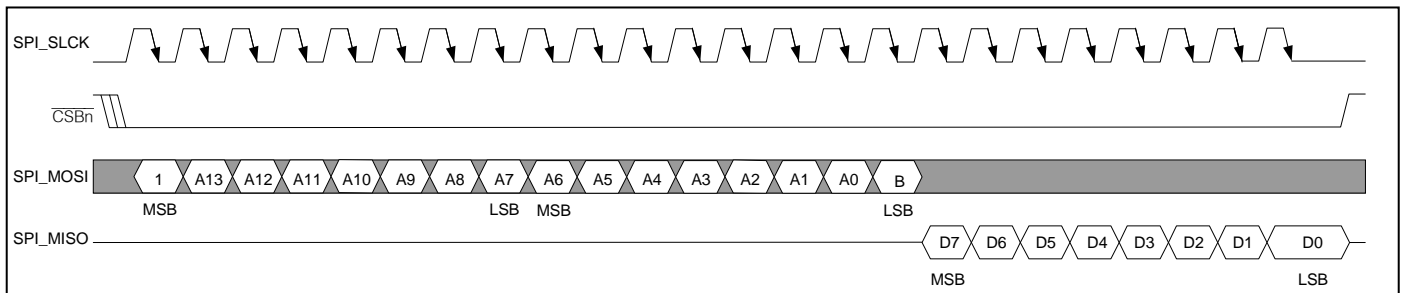 SPI_SLCK
CSBn
SPI_MOSI 1 A13 A12 A11 A10 A9 A8 A7 A6 A5 A4 A3 A2 A1 A0 B
MSB LSB MSB LSB
SPI_MISO D7 D6 D5 D4 D3 D2 D1 D0
MSB LSB